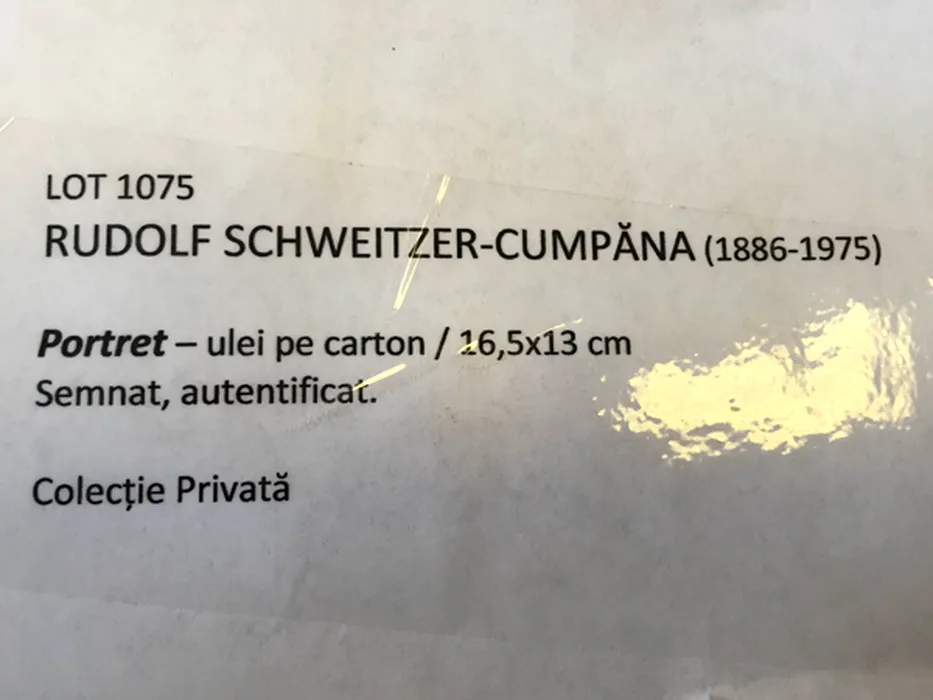 LOT 1075
RUDOLF SCHWEITZER-CUMPĂNA (1886-1975)
Portret – ulei pe carton / 16,5x13 cm
Semnat, autentificat.
Colecție Privată